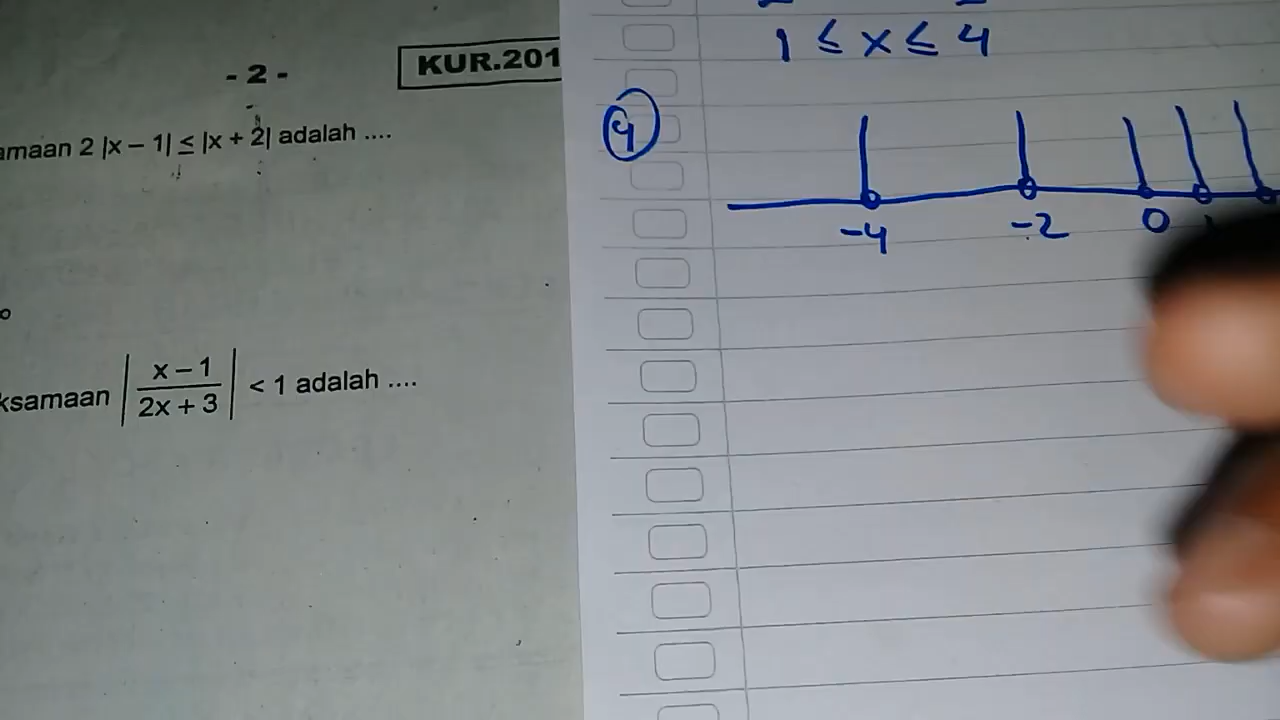 - 2 -
KUR.201
amaan 2 |x – 1| ≤ |x + 2| adalah ....
ksamaan | x – 1 / 2x + 3 | < 1 adalah ....
1 ≤ x ≤ 4
9
-4 -2 0